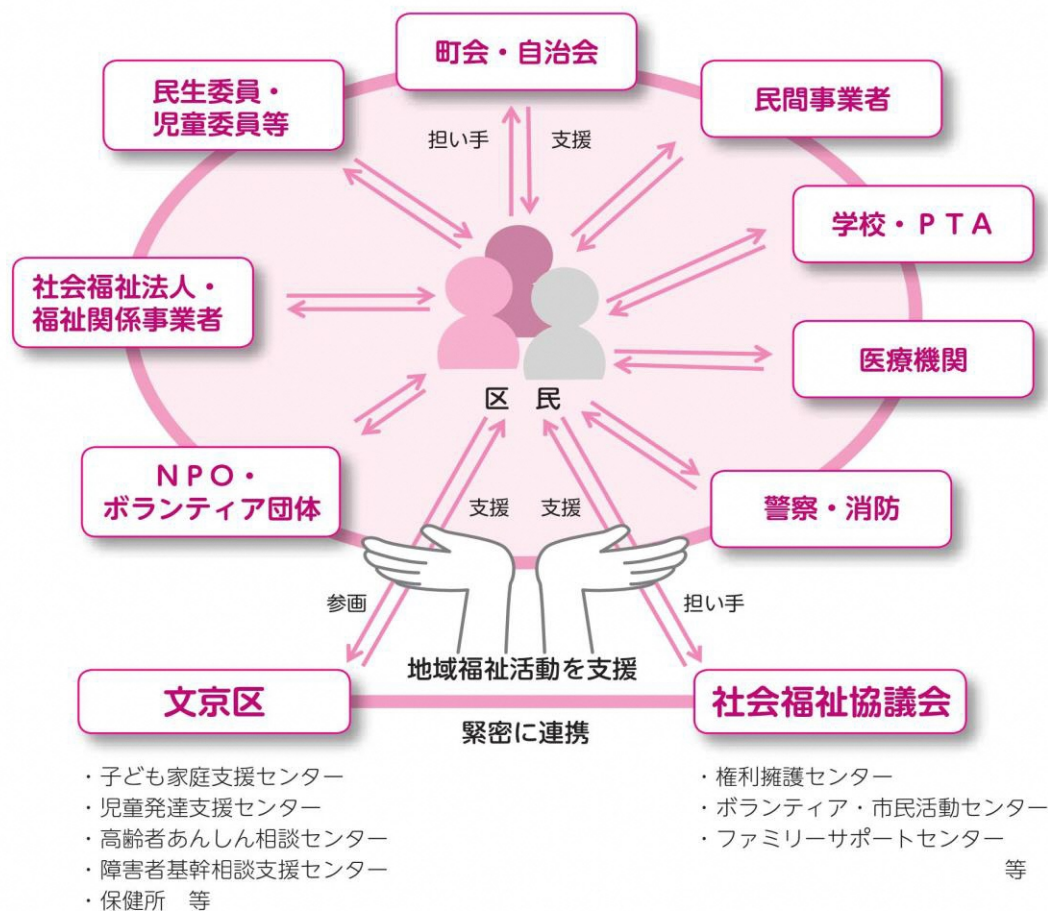 町会・自治会
民生委員・
児童委員等
民間事業者
担い手
支援
学校・ＰＴＡ
社会福祉法人・
福祉関係事業者
医療機関
区　民
ＮＰＯ・
ボランティア団体
支援
支援
警察・消防
参画
担い手
地域福祉活動を支援
文京区
社会福祉協議会
緊密に連携
・子ども家庭支援センター
・児童発達支援センター
・高齢者あんしん相談センター
・障害者基幹相談支援センター
・保健所　等
・権利擁護センター
・ボランティア・市民活動センター
・ファミリーサポートセンター
等